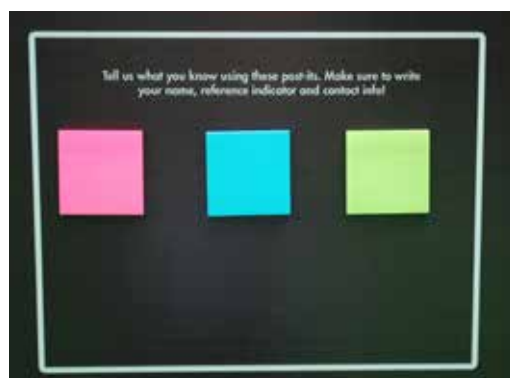 Tell us what you know using these post-its. Make sure to write
your name, reference indicator and contact info!